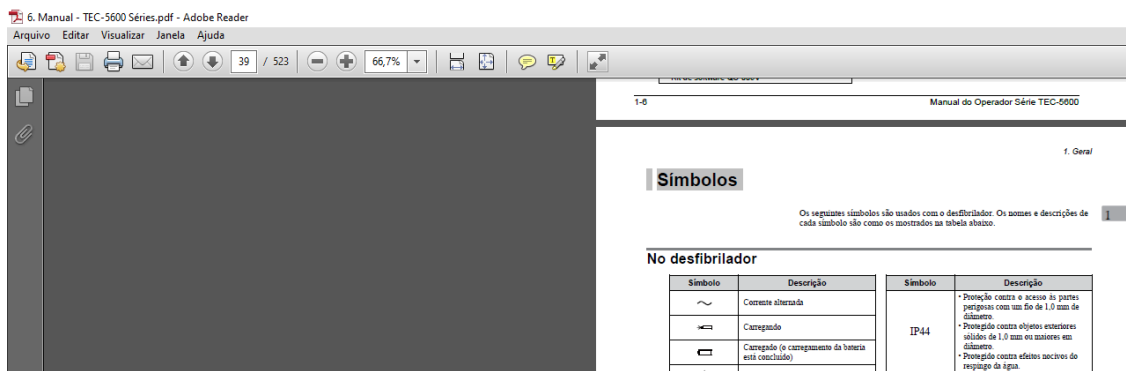 6. Manual - TEC-5600 Séries.pdf - Adobe Reader
Arquivo Editar Visualizar Janela Ajuda
39 / 523 66,7%
1-6 Manual do Operador Série TEC-5600
1. Geral
Símbolos
Os seguintes símbolos são usados com o desfibrilador. Os nomes e descrições de
cada símbolo são como os mostrados na tabela abaixo.
1
No desfibrilador
Símbolo Descrição
Corrente alternada
Carregando
Carregado (o carregamento da bateria
está concluído)
Símbolo Descrição
IP44
• Proteção contra o acesso às partes
perigosas com um fio de 1,0 mm de
diâmetro.
• Protegido contra objetos exteriores
sólidos de 1,0 mm ou maiores em
diâmetro.
• Protegido contra efeitos nocivos do
respingo da água.